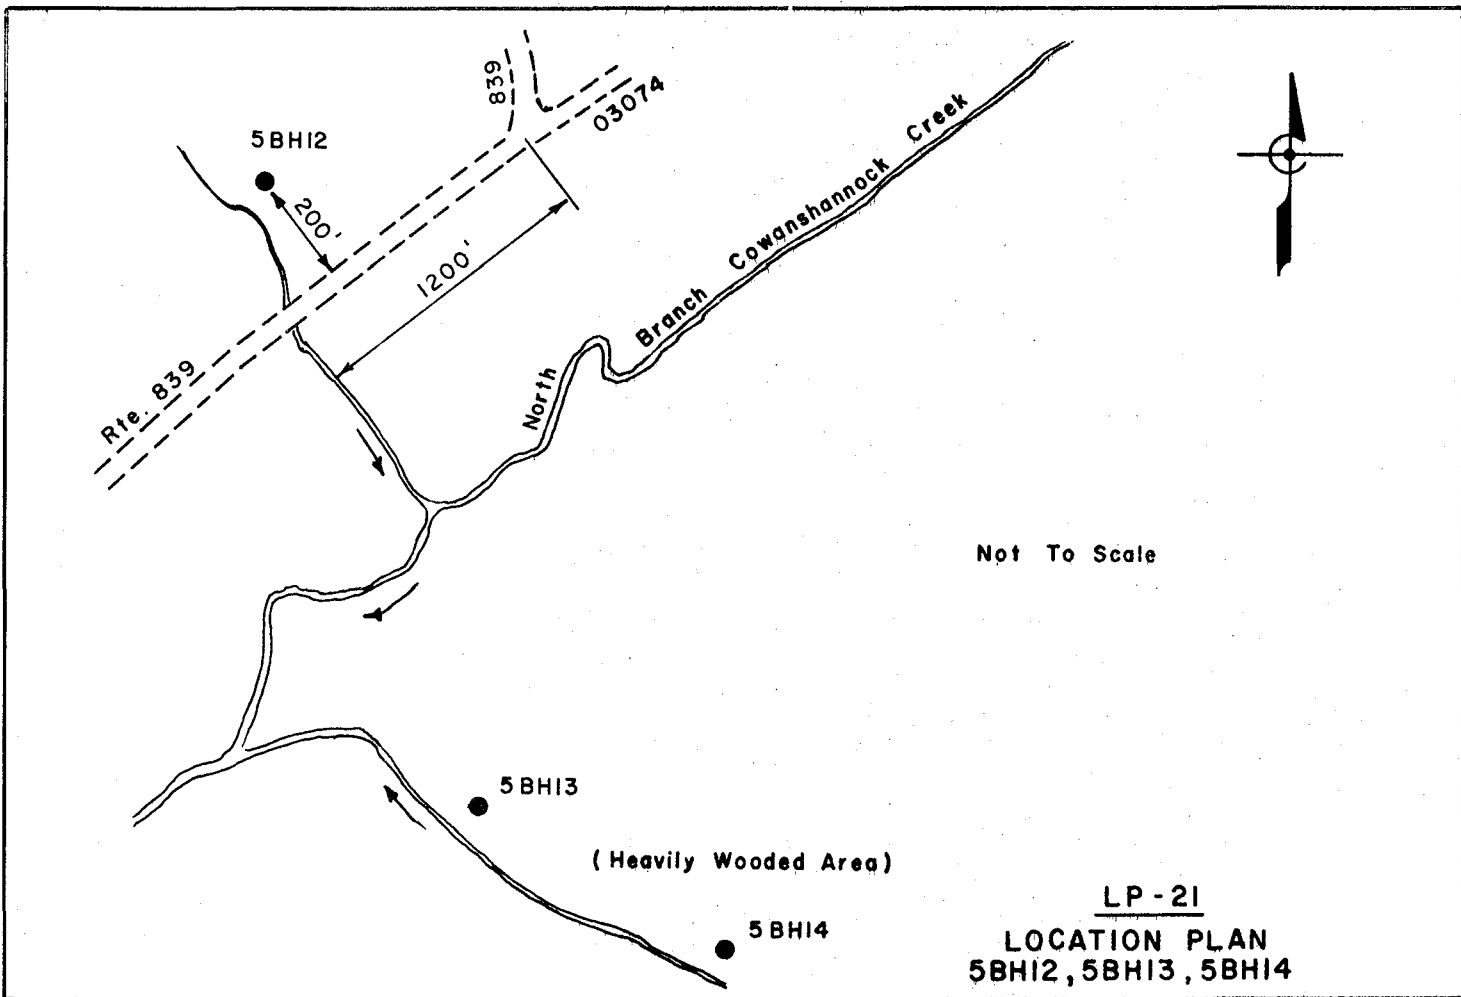 839
03074
5BH12
200'
1200'
Rte. 839
North Branch Cowanshannock Creek
Not To Scale
5BH13
(Heavily Wooded Area)
5BH14
LP-21
LOCATION PLAN
5BH12, 5BH13, 5BH14